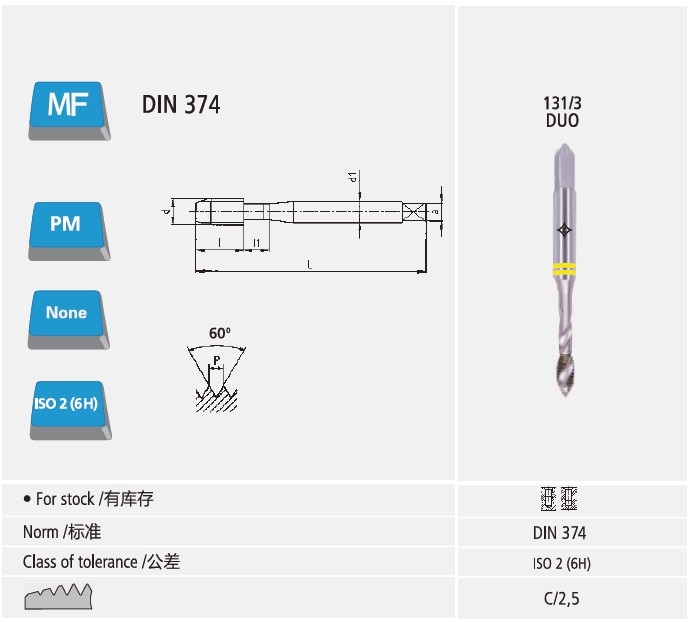 MF
DIN 374
131/3
DUO
PM
d
d1
a
l
l1
L
None
60°
P
ISO 2 (6H)
• For stock /有库存
Norm /标准
DIN 374
Class of tolerance /公差
ISO 2 (6H)
C/2,5